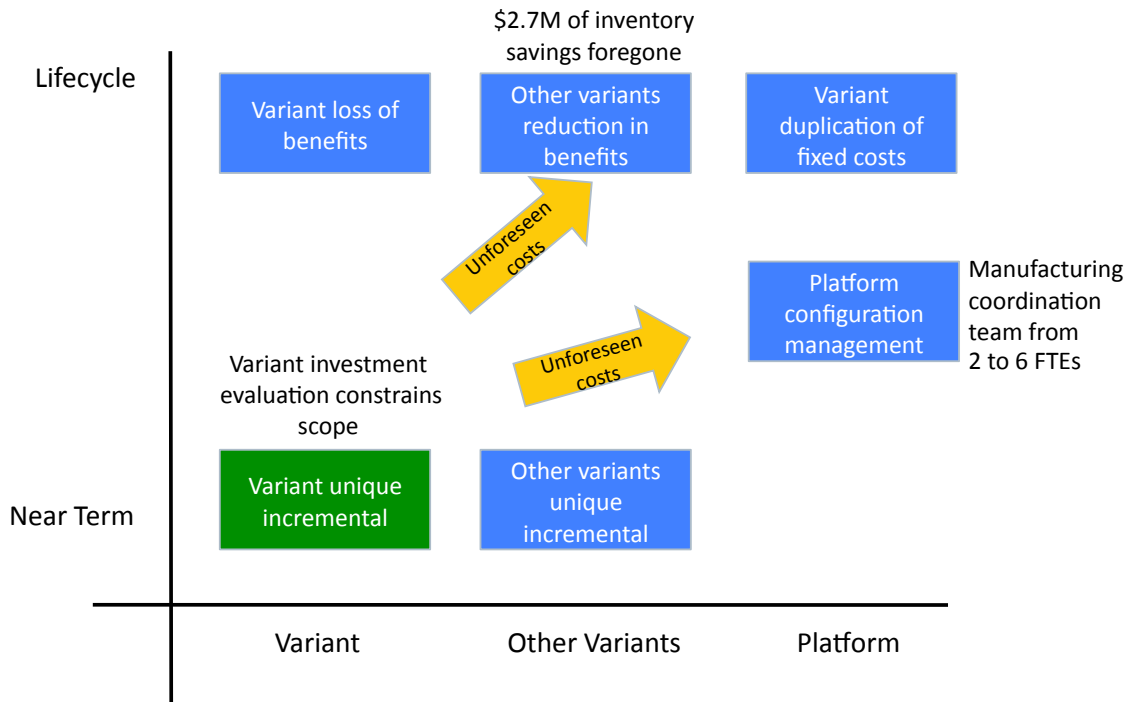 $2.7M of inventory
savings foregone
Lifecycle
Variant loss of
benefits
Other variants
reduction in
benefits
Variant
duplication of
fixed costs
Unforeseen
costs
Platform
configuration
management
Manufacturing
coordination
team from
2 to 6 FTEs
Unforeseen
costs
Variant investment
evaluation constrains
scope
Near Term
Variant unique
incremental
Other variants
unique
incremental
Variant
Other Variants
Platform